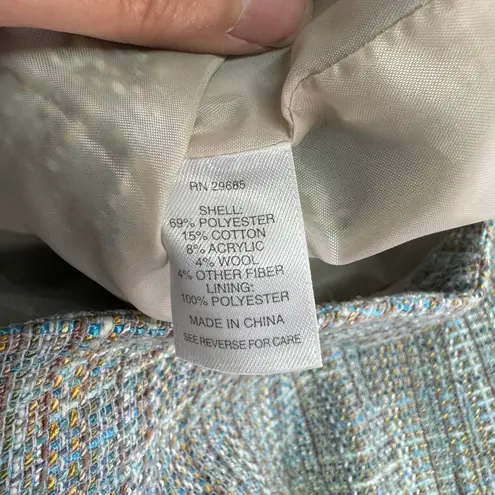 RN 29685
SHELL:
69% POLYESTER
15% COTTON
8% ACRYLIC
4% WOOL
4% OTHER FIBER
LINING:
100% POLYESTER
MADE IN CHINA
SEE REVERSE FOR CARE